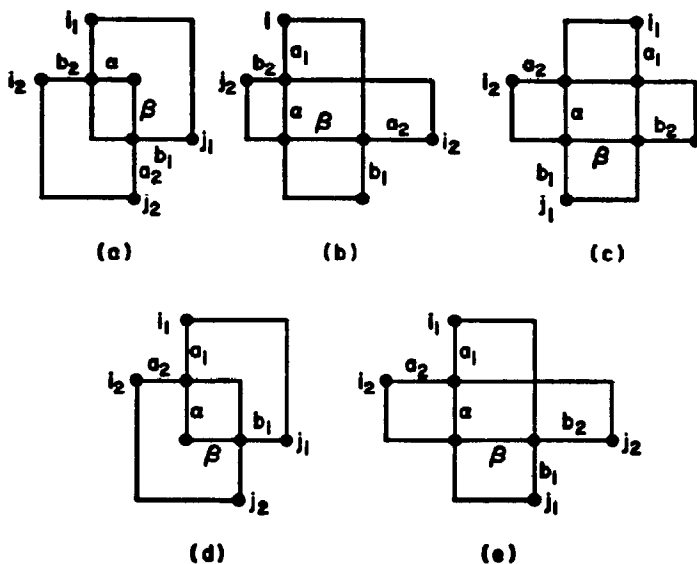 i₁ i i₁
i₂ b₂ α j₂ b₂ a₁ i₂ a₂ a₁
β α β a₂ i₂ α b₂
b₁ j₁ b₁ b₁ β
a₂ j₂ j₁
(a) (b) (c)
i₁ i₁
i₂ a₂ a₁ i₂ a₂ a₁
α b₁ j₁ α b₂ j₂
β β b₁
j₂ j₁
(d) (e)